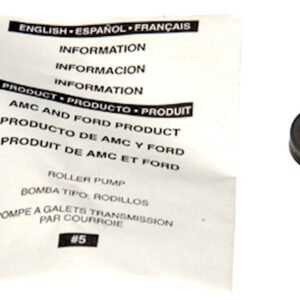 ENGLISH • ESPAÑOL • FRANÇAIS
INFORMATION
INFORMACION
INFORMATION
PRODUCT • PRODUCTO • PRODUIT
AMC AND FORD PRODUCT
PRODUCTO DE AMC Y FORD
PRODUIT DE AMC ET FORD
ROLLER PUMP
BOMBA TIPO: RODILLOS
POMPE A GALETS TRANSMISSION
PAR COURROIE
#5